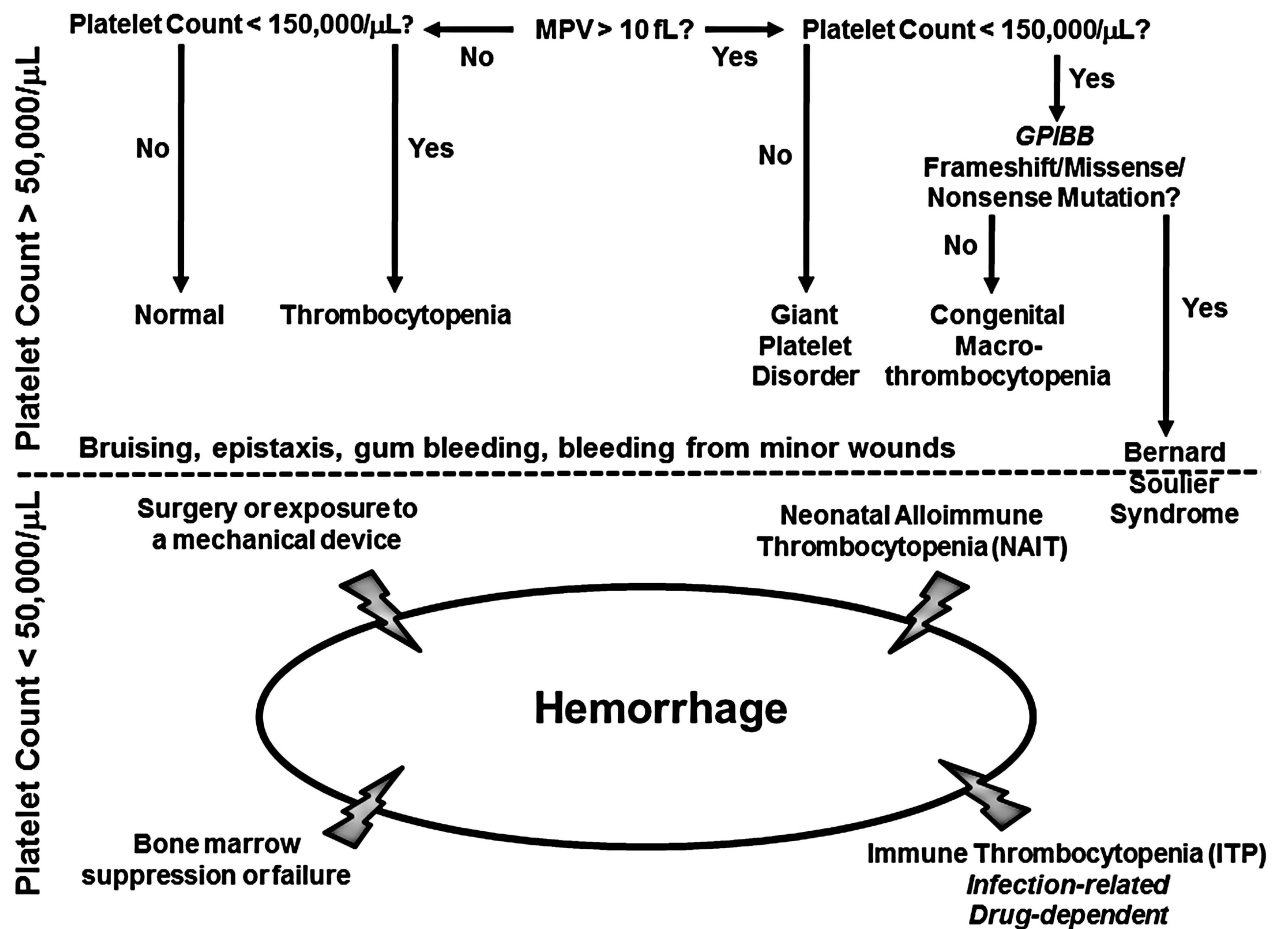 Platelet Count > 50,000/µL
Platelet Count < 150,000/µL?
MPV > 10 fL?
Platelet Count < 150,000/µL?
No
Yes
Yes
No
Yes
No
GPIBB
Frameshift/Missense/
Nonsense Mutation?
No
Yes
Normal
Thrombocytopenia
Giant
Platelet
Disorder
Congenital
Macro-
thrombocytopenia
Bruising, epistaxis, gum bleeding, bleeding from minor wounds
Bernard
Soulier
Syndrome
Platelet Count < 50,000/µL
Surgery or exposure to
a mechanical device
Neonatal Alloimmune
Thrombocytopenia (NAIT)
Hemorrhage
Bone marrow
suppression or failure
Immune Thrombocytopenia (ITP)
Infection-related
Drug-dependent